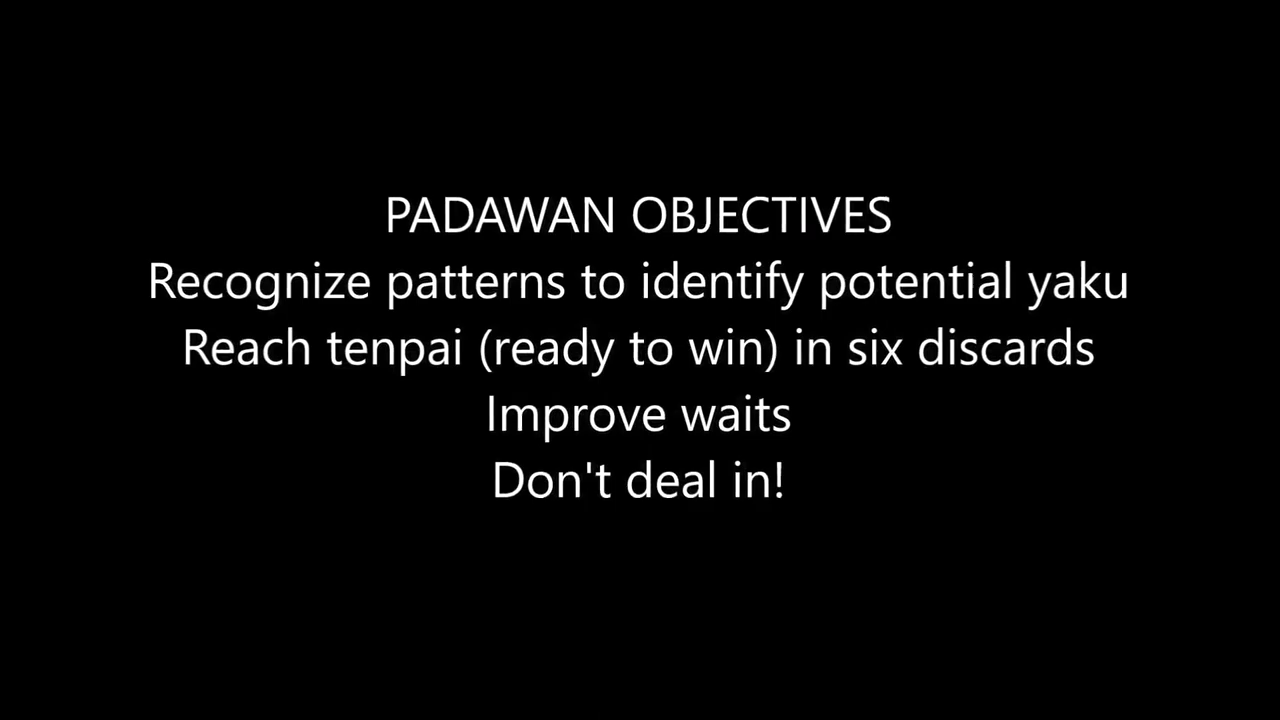 PADAWAN OBJECTIVES
Recognize patterns to identify potential yaku
Reach tenpai (ready to win) in six discards
Improve waits
Don't deal in!